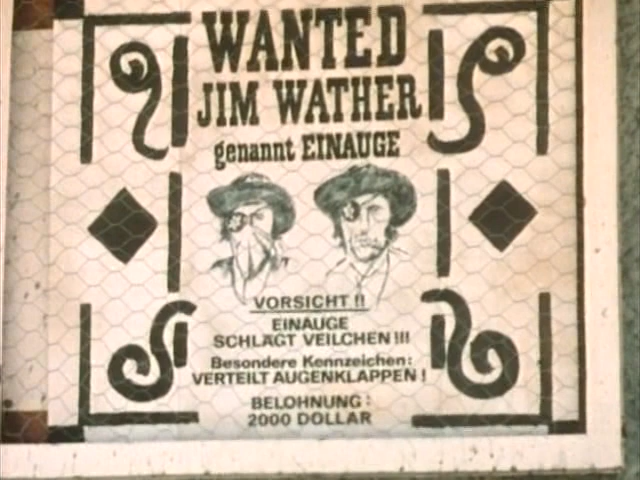 WANTED
JIM WATHER
genannt EINAUGE
VORSICHT !!
EINAUGE
SCHLÄGT VEILCHEN !!!
Besondere Kennzeichen:
VERTEILT AUGENKLAPPEN !
BELOHNUNG:
2000 DOLLAR